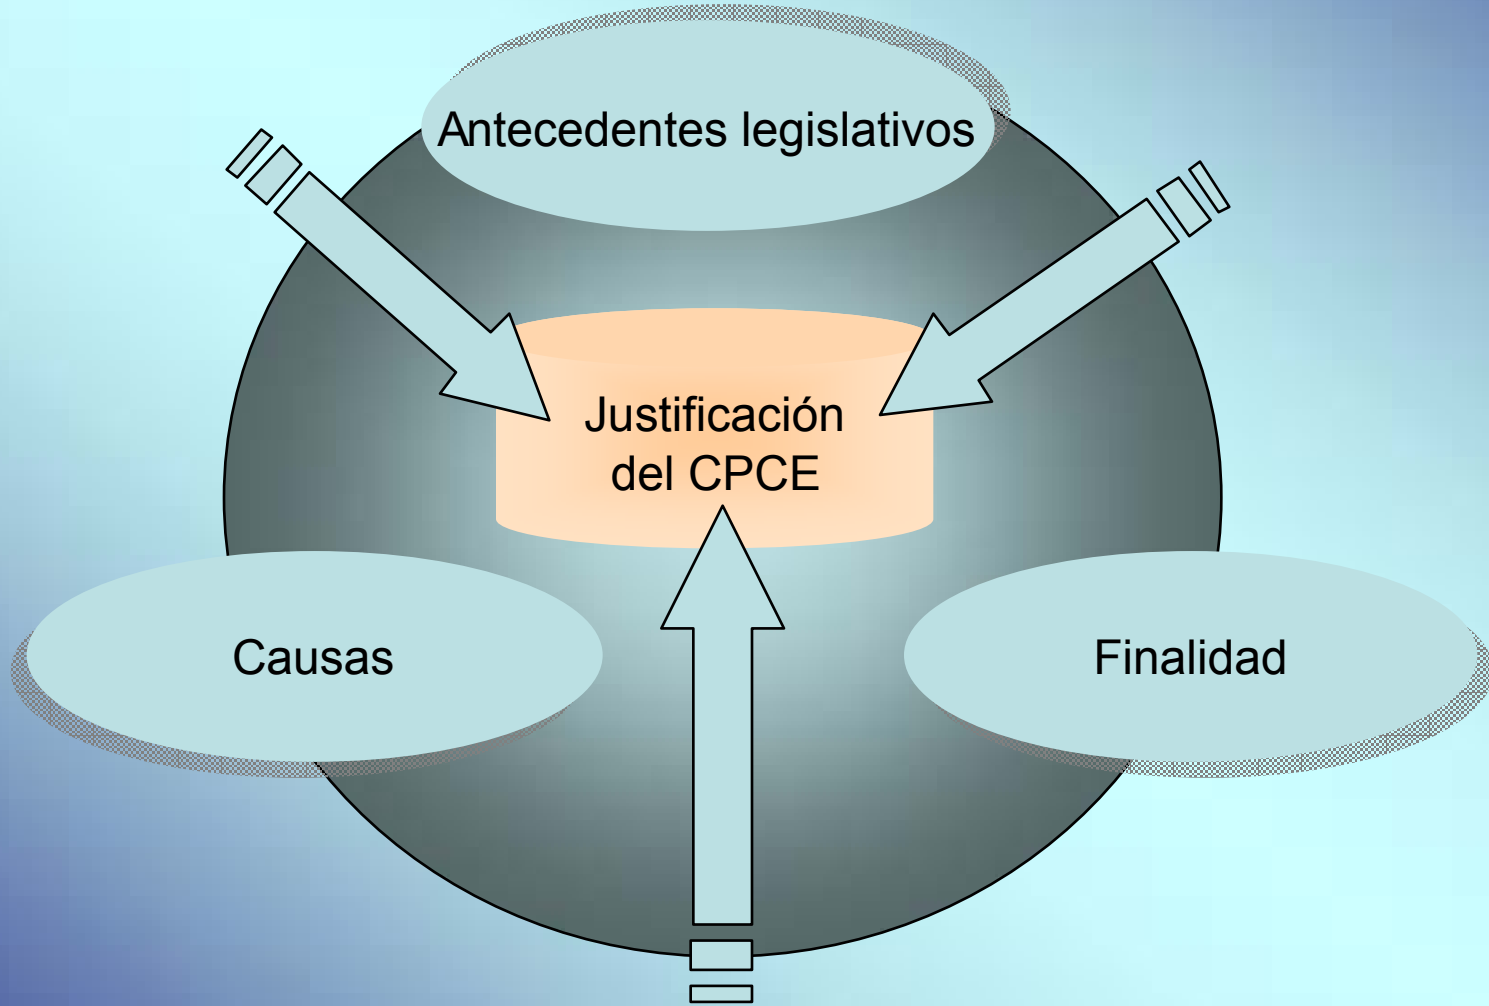 Antecedentes legislativos
Justificación
del CPCE
Causas
Finalidad